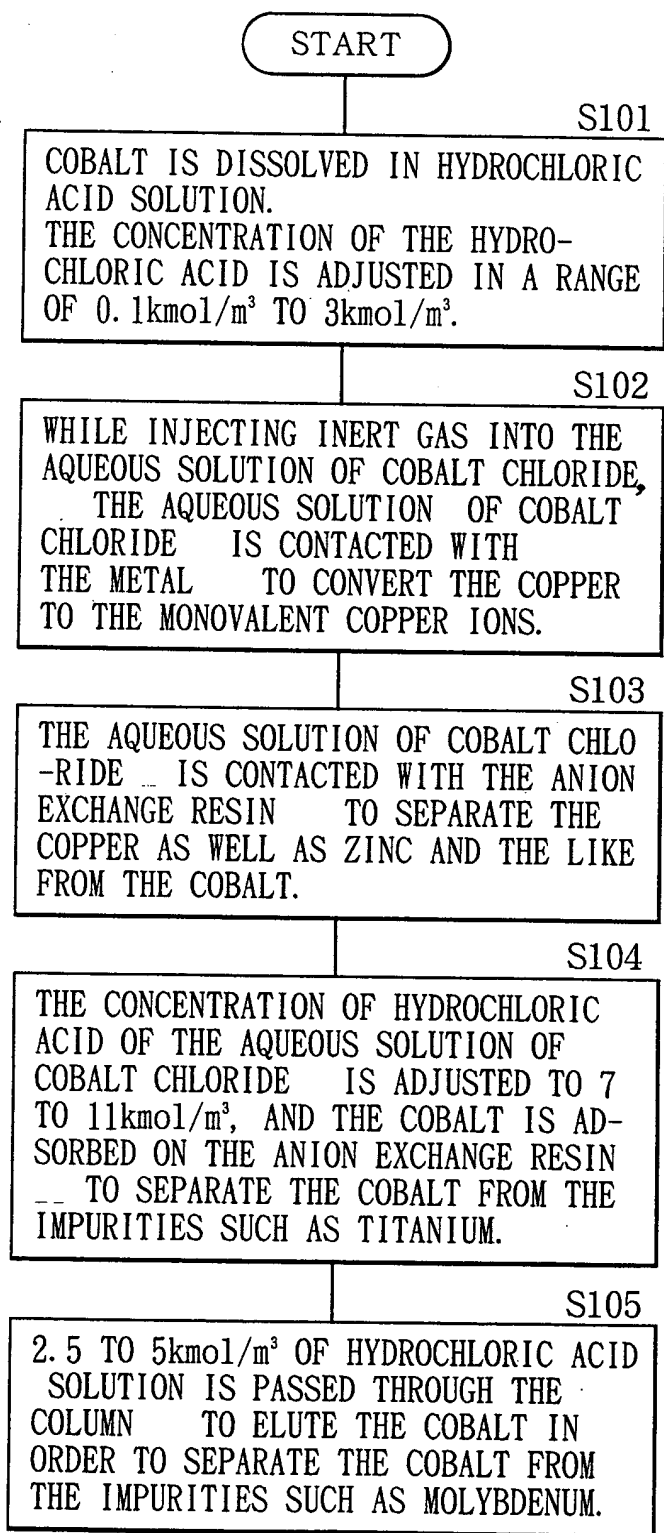 START
S101
COBALT IS DISSOLVED IN HYDROCHLORIC
ACID SOLUTION.
THE CONCENTRATION OF THE HYDRO-
CHLORIC ACID IS ADJUSTED IN A RANGE
OF 0.1kmol/m³ TO 3kmol/m³.
S102
WHILE INJECTING INERT GAS INTO THE
AQUEOUS SOLUTION OF COBALT CHLORIDE,
THE AQUEOUS SOLUTION OF COBALT
CHLORIDE IS CONTACTED WITH
THE METAL TO CONVERT THE COPPER
TO THE MONOVALENT COPPER IONS.
S103
THE AQUEOUS SOLUTION OF COBALT CHLO
-RIDE IS CONTACTED WITH THE ANION
EXCHANGE RESIN TO SEPARATE THE
COPPER AS WELL AS ZINC AND THE LIKE
FROM THE COBALT.
S104
THE CONCENTRATION OF HYDROCHLORIC
ACID OF THE AQUEOUS SOLUTION OF
COBALT CHLORIDE IS ADJUSTED TO 7
TO 11kmol/m³, AND THE COBALT IS AD-
SORBED ON THE ANION EXCHANGE RESIN
TO SEPARATE THE COBALT FROM THE
IMPURITIES SUCH AS TITANIUM.
S105
2.5 TO 5kmol/m³ OF HYDROCHLORIC ACID
SOLUTION IS PASSED THROUGH THE
COLUMN TO ELUTE THE COBALT IN
ORDER TO SEPARATE THE COBALT FROM
THE IMPURITIES SUCH AS MOLYBDENUM.